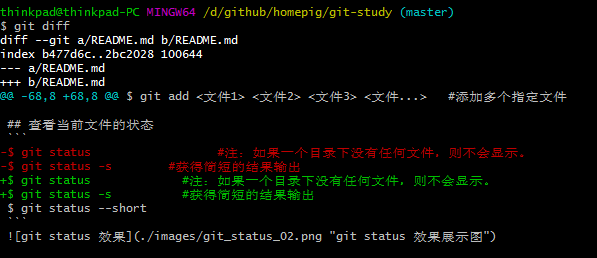 thinkpad@thinkpad-PC MINGW64 /d/github/homepig/git-study (master)
$ git diff
diff --git a/README.md b/README.md
index b477d6c..2bc2028 100644
--- a/README.md
+++ b/README.md
@@ -68,8 +68,8 @@ $ git add <文件1> <文件2> <文件3> <文件...>   #添加多个指定文件

 ## 查看当前文件的状态
 ```
-$ git status                #注：如果一个目录下没有任何文件，则不会显示。
-$ git status -s       #获得简短的结果输出
+$ git status            #注：如果一个目录下没有任何文件，则不会显示。
+$ git status -s         #获得简短的结果输出
 $ git status --short
 ```
 ![git status 效果](./images/git_status_02.png "git status 效果展示图")